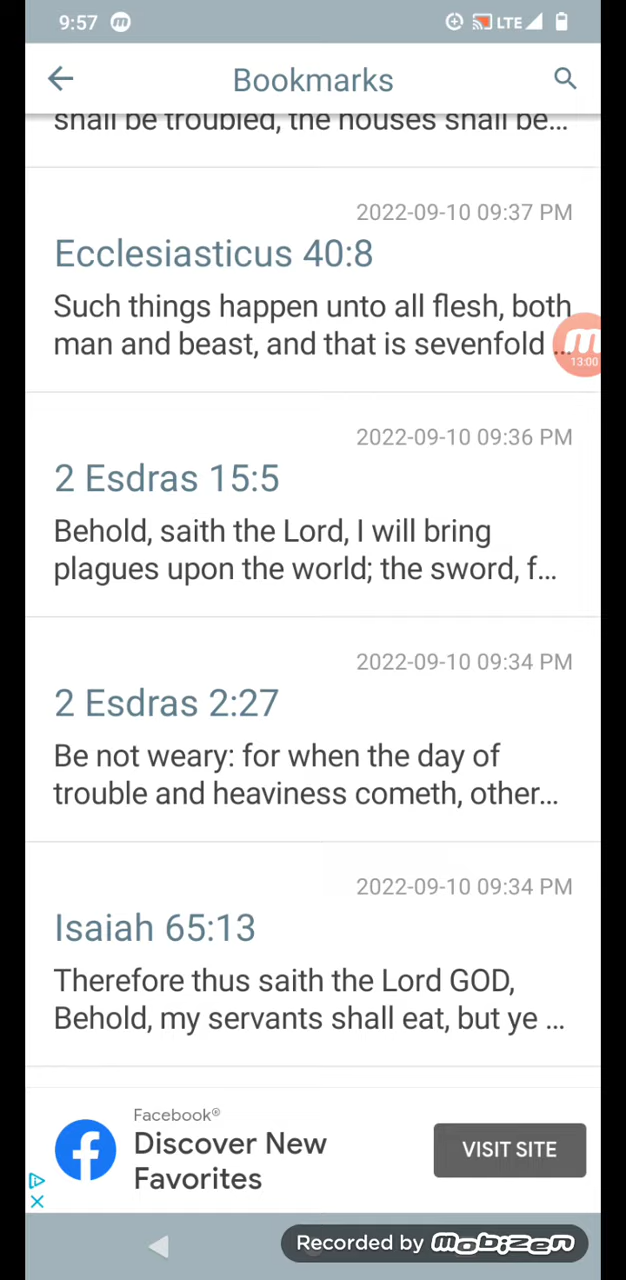 9:57
LTE
Bookmarks
shall be troubled, the houses shall be...
2022-09-10 09:37 PM
Ecclesiasticus 40:8
Such things happen unto all flesh, both
man and beast, and that is sevenfold ...
13:00
2022-09-10 09:36 PM
2 Esdras 15:5
Behold, saith the Lord, I will bring
plagues upon the world; the sword, f...
2022-09-10 09:34 PM
2 Esdras 2:27
Be not weary: for when the day of
trouble and heaviness cometh, other...
2022-09-10 09:34 PM
Isaiah 65:13
Therefore thus saith the Lord GOD,
Behold, my servants shall eat, but ye ...
Facebook®
Discover New
Favorites
VISIT SITE
Recorded by mobizen